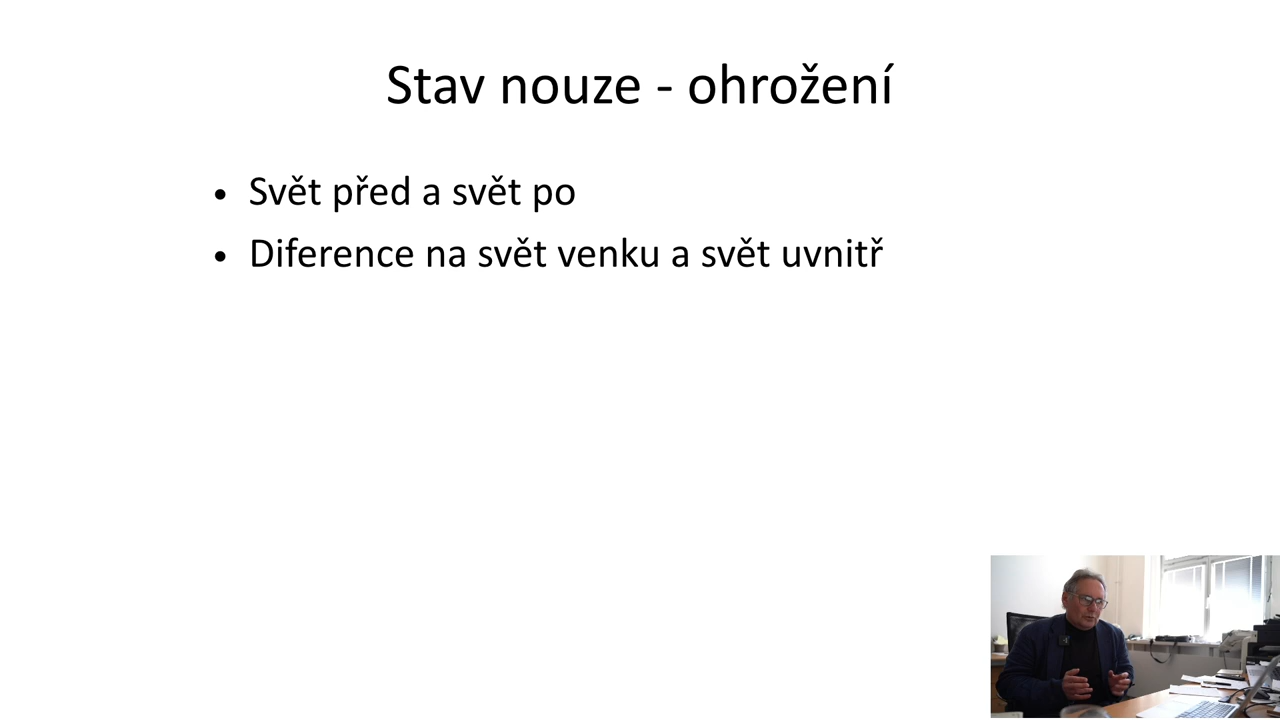 Stav nouze - ohrožení
• Svět před a svět po
• Diference na svět venku a svět uvnitř